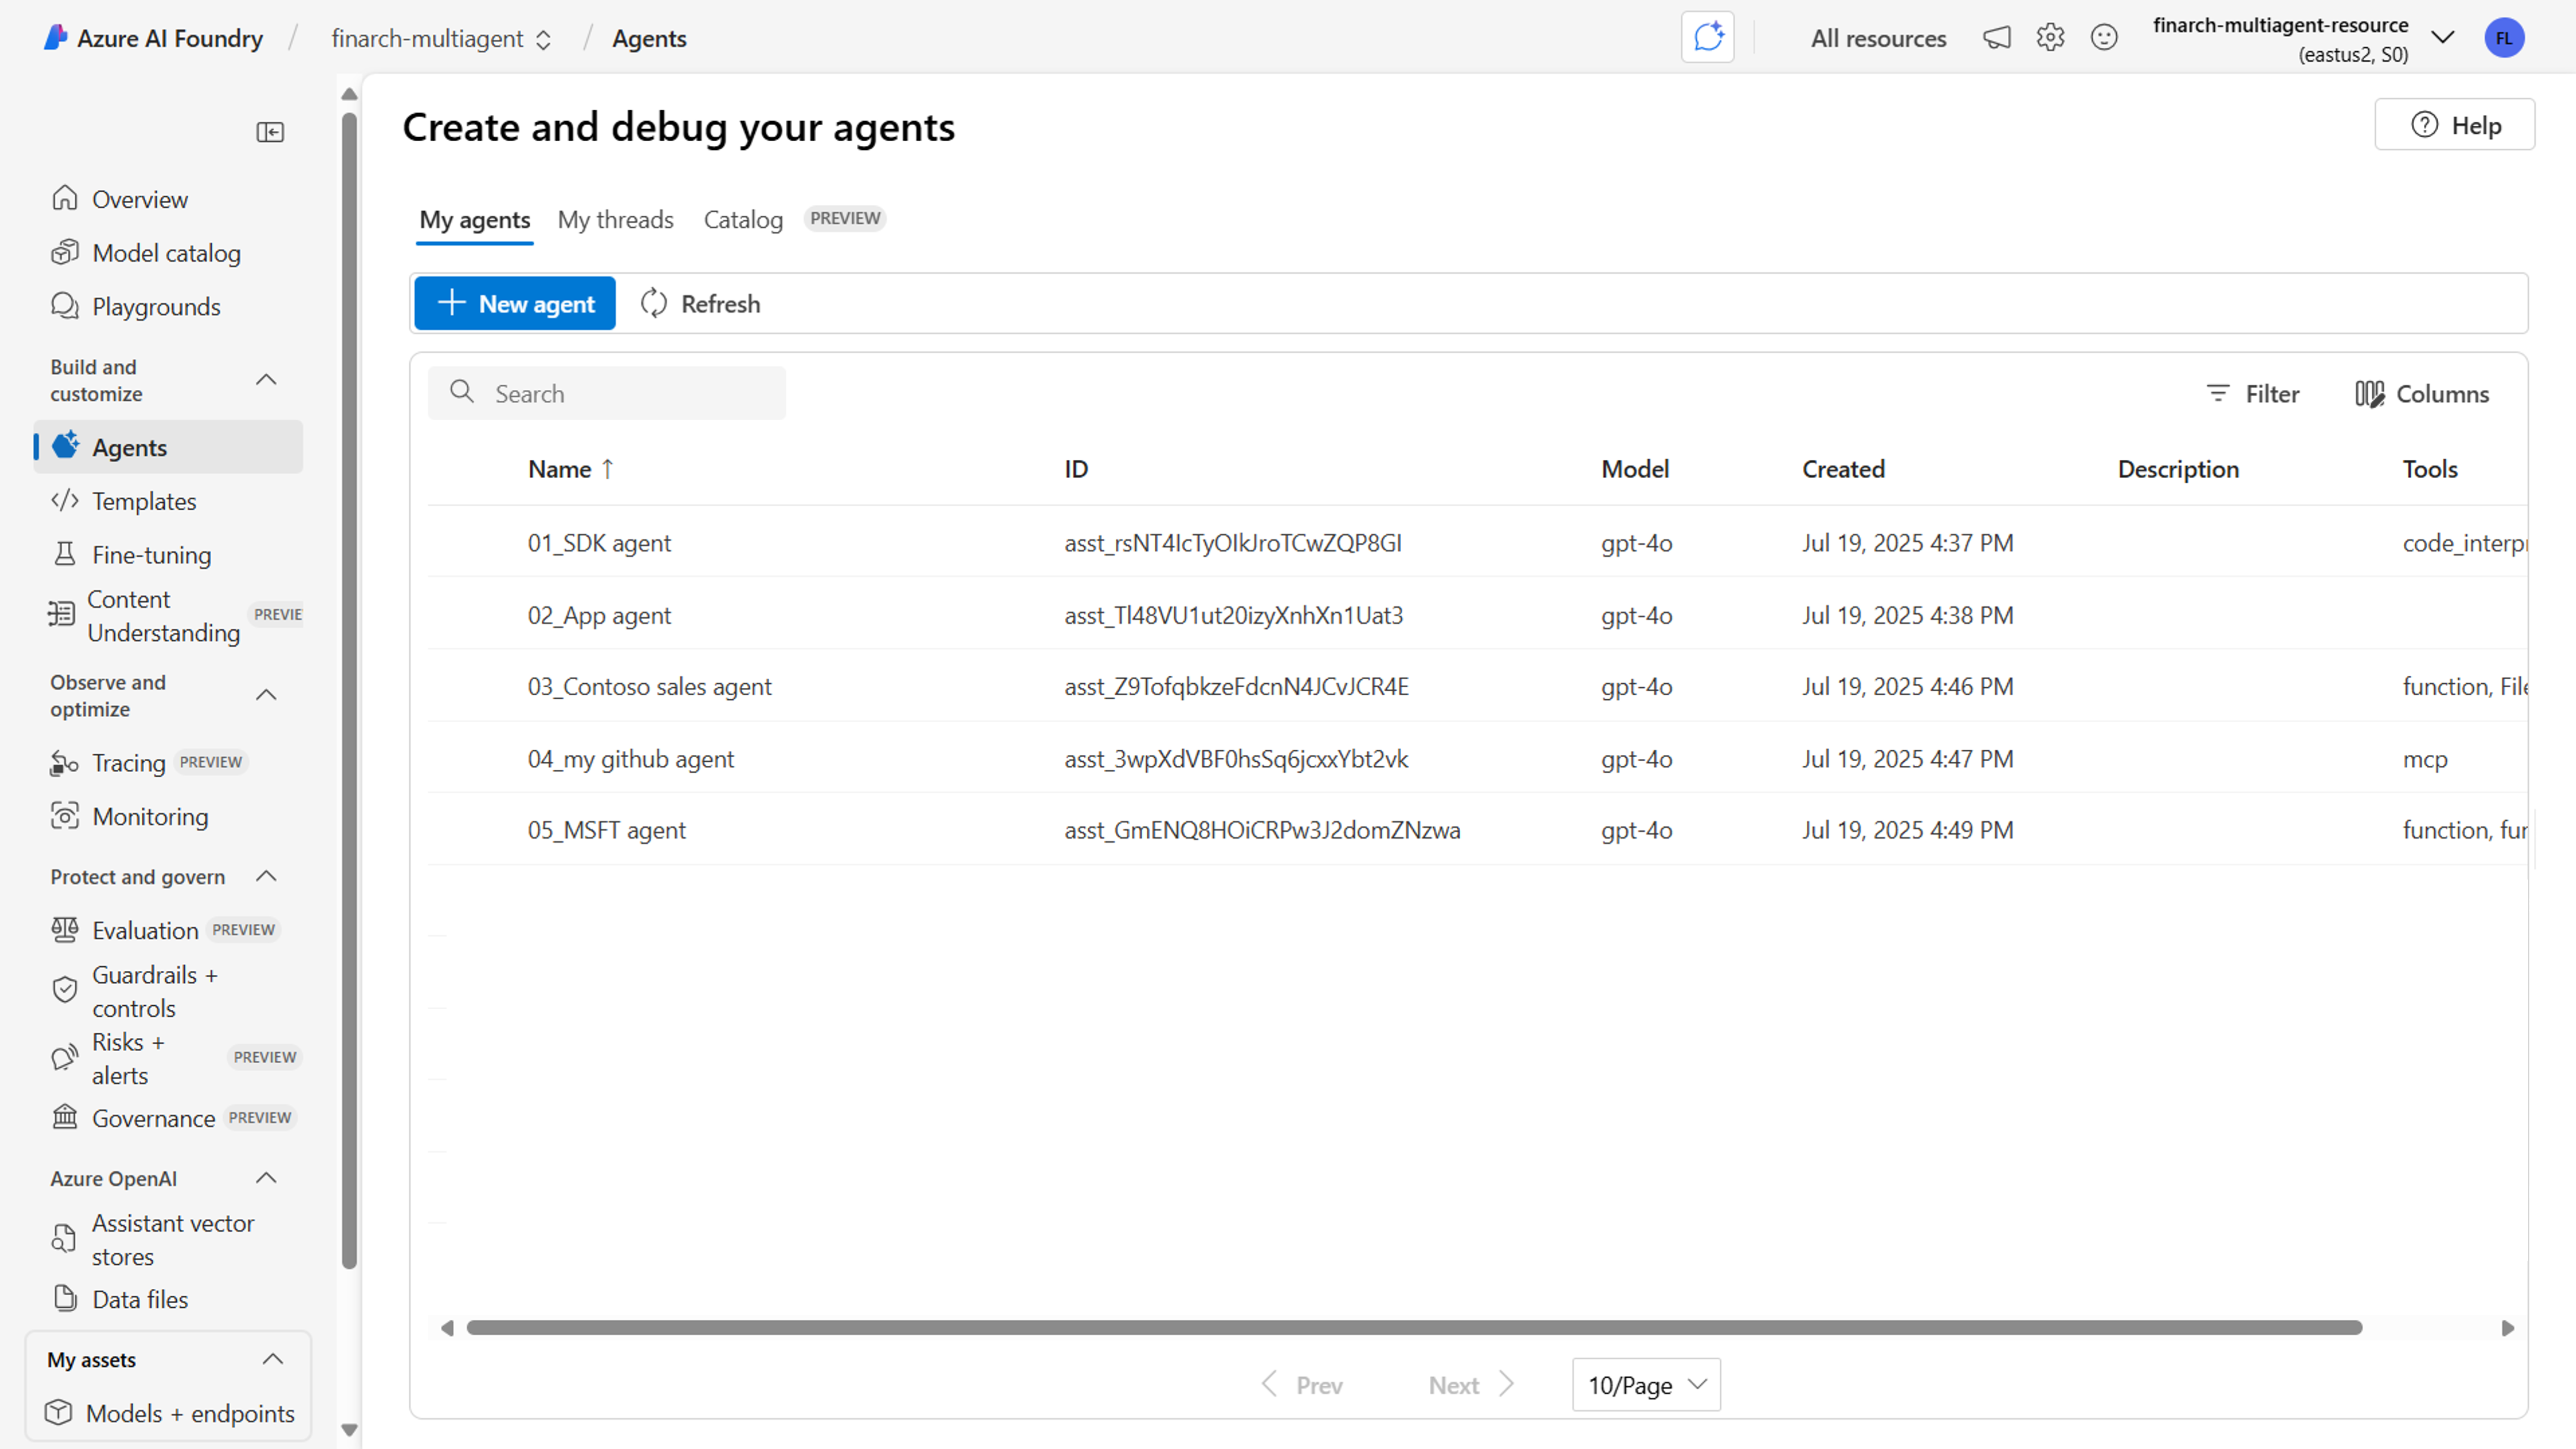 Azure AI Foundry / finarch-multiagent / Agents
All resources
finarch-multiagent-resource
(eastus2, S0)
FL
Overview
Model catalog
Playgrounds
Build and
customize
Agents
Templates
Fine-tuning
Content
Understanding
PREVIE
Observe and
optimize
Tracing PREVIEW
Monitoring
Protect and govern
Evaluation PREVIEW
Guardrails +
controls
Risks +
alerts
PREVIEW
Governance PREVIEW
Azure OpenAI
Assistant vector
stores
Data files
My assets
Models + endpoints
Create and debug your agents
Help
My agents My threads Catalog PREVIEW
New agent Refresh
Search
Filter Columns
Name ↑ ID Model Created Description Tools
01_SDK agent asst_rsNT4IcTyOIkJroTCwZQP8GI gpt-4o Jul 19, 2025 4:37 PM code_interp
02_App agent asst_Tl48VU1ut20izyXnhXn1Uat3 gpt-4o Jul 19, 2025 4:38 PM
03_Contoso sales agent asst_Z9TofqbkzeFdcnN4JCvJCR4E gpt-4o Jul 19, 2025 4:46 PM function, File
04_my github agent asst_3wpXdVBF0hsSq6jcxxYbt2vk gpt-4o Jul 19, 2025 4:47 PM mcp
05_MSFT agent asst_GmENQ8HOiCRPw3J2domZNzwa gpt-4o Jul 19, 2025 4:49 PM function, fun
Prev Next 10/Page